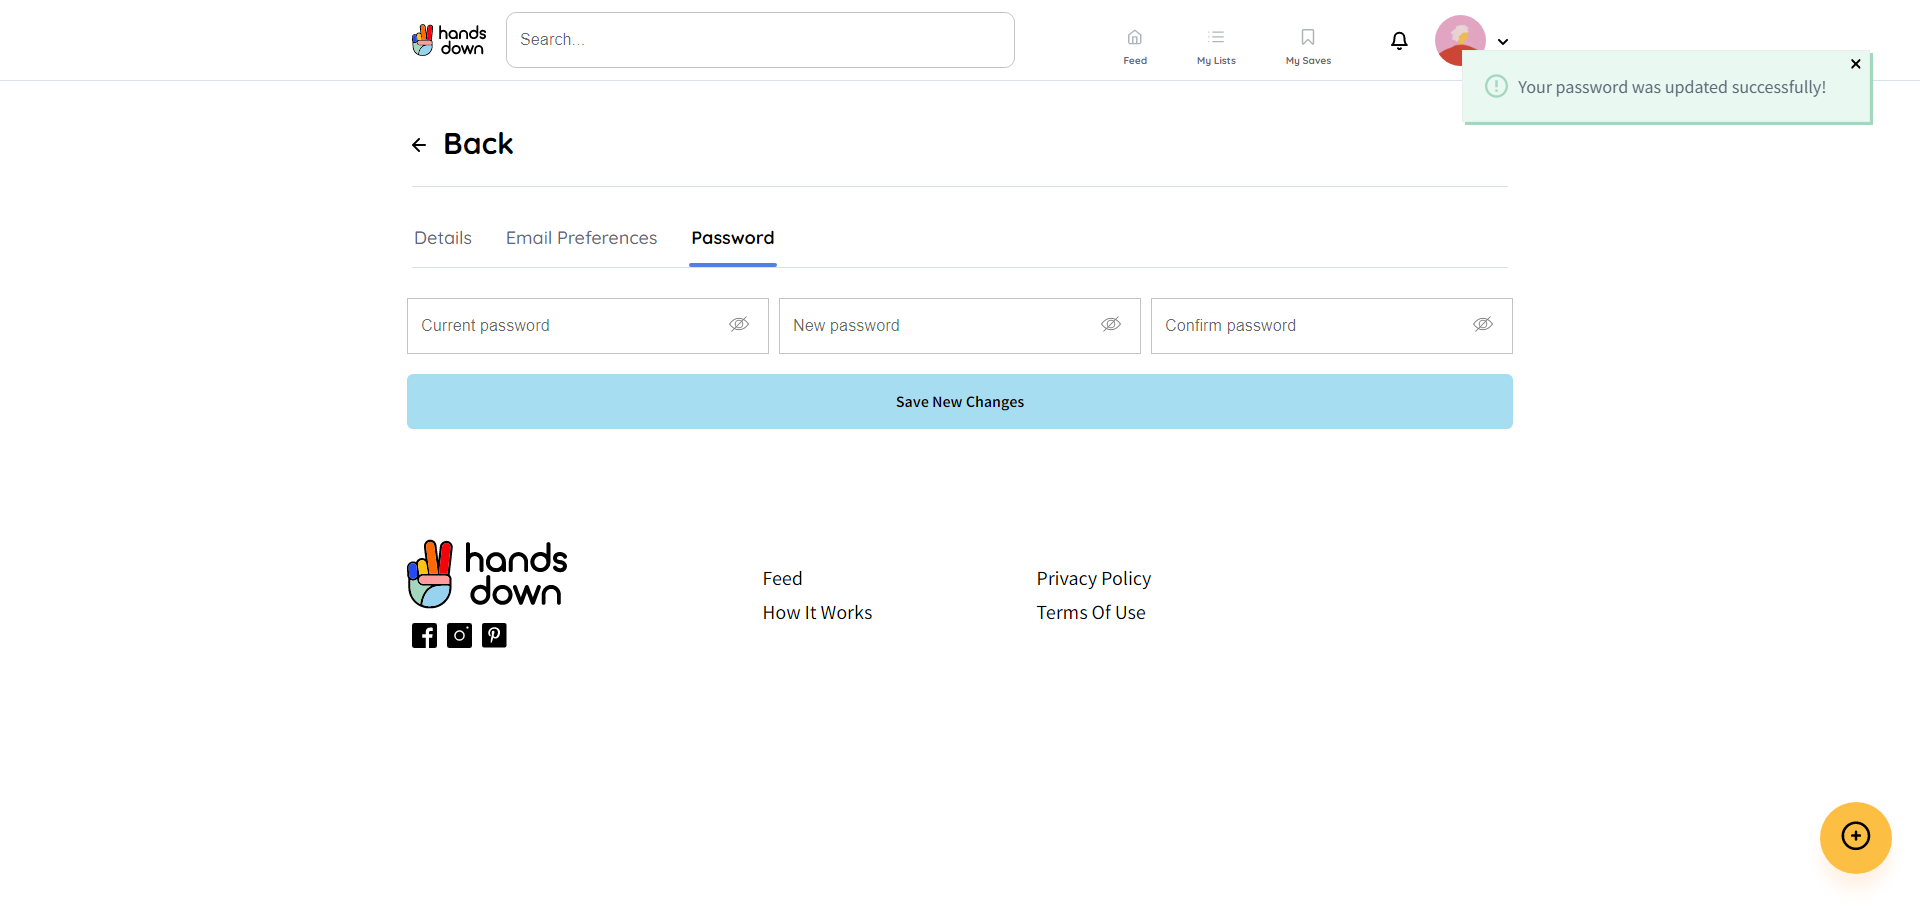 hands
down
Search...
Feed
My Lists
My Saves
Your password was updated successfully!
Back
Details
Email Preferences
Password
Current password
New password
Confirm password
Save New Changes
hands
down
Feed
Privacy Policy
How It Works
Terms Of Use